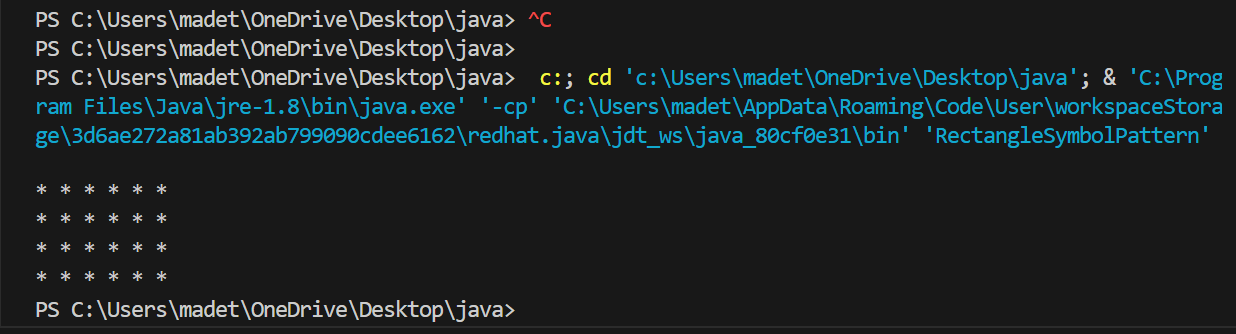 PS C:\Users\madet\OneDrive\Desktop\java> ^C
PS C:\Users\madet\OneDrive\Desktop\java>
PS C:\Users\madet\OneDrive\Desktop\java>  c:; cd 'c:\Users\madet\OneDrive\Desktop\java'; & 'C:\Prog
ram Files\Java\jre-1.8\bin\java.exe' '-cp' 'C:\Users\madet\AppData\Roaming\Code\User\workspaceStora
ge\3d6ae272a81ab392ab799090cdee6162\redhat.java\jdt_ws\java_80cf0e31\bin' 'RectangleSymbolPattern'
* * * * * *
* * * * * *
* * * * * *
* * * * * *
PS C:\Users\madet\OneDrive\Desktop\java>